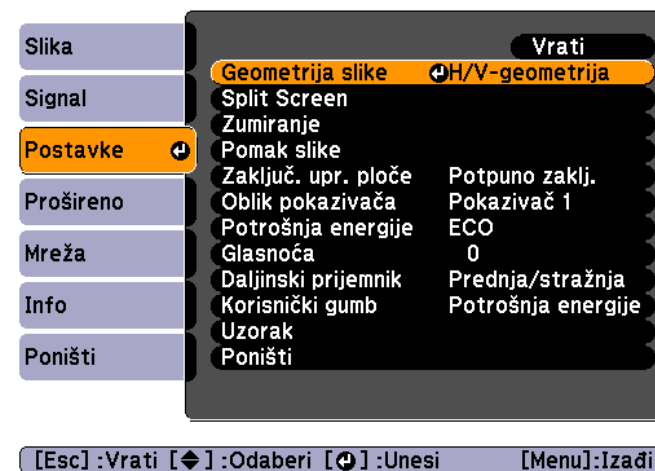 Slika
Signal
Postavke
Prošireno
Mreža
Info
Poništi
Vrati
Geometrija slike H/V-geometrija
Split Screen
Zumiranje
Pomak slike
Zaključ. upr. ploče Potpuno zaklj.
Oblik pokazivača Pokazivač 1
Potrošnja energije ECO
Glasnoća 0
Daljinski prijemnik Prednja/stražnja
Korisnički gumb Potrošnja energije
Uzorak
Poništi
[Esc] :Vrati [◆] :Odaberi [⏎] :Unesi [Menu]:Izađi